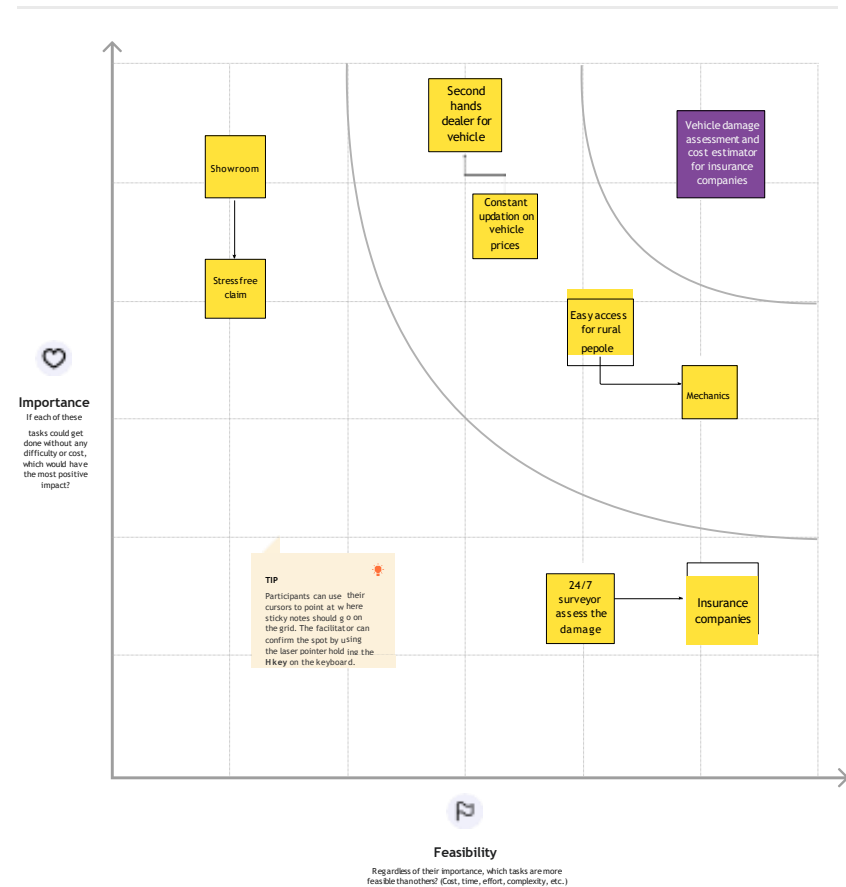 Second
hands
dealer for
vehicle
Vehicle damage
assessment and
cost estimator
for insurance
companies
Showroom
Constant
updation on
vehicle
prices
Stress free
claim
Easy access
for rural
pepole
Mechanics
Importance
If each of these
tasks could get
done without any
difficulty or cost,
which would have
the most positive
impact?
TIP
Participants can use their
cursors to point at where
sticky notes should go on
the grid. The facilitator can
confirm the spot by using
the laser pointer holding the
H key on the keyboard.
24/7
surveyor
assess the
damage
Insurance
companies
Feasibility
Regardless of their importance, which tasks are more
feasible than others? (Cost, time, effort, complexity, etc.)